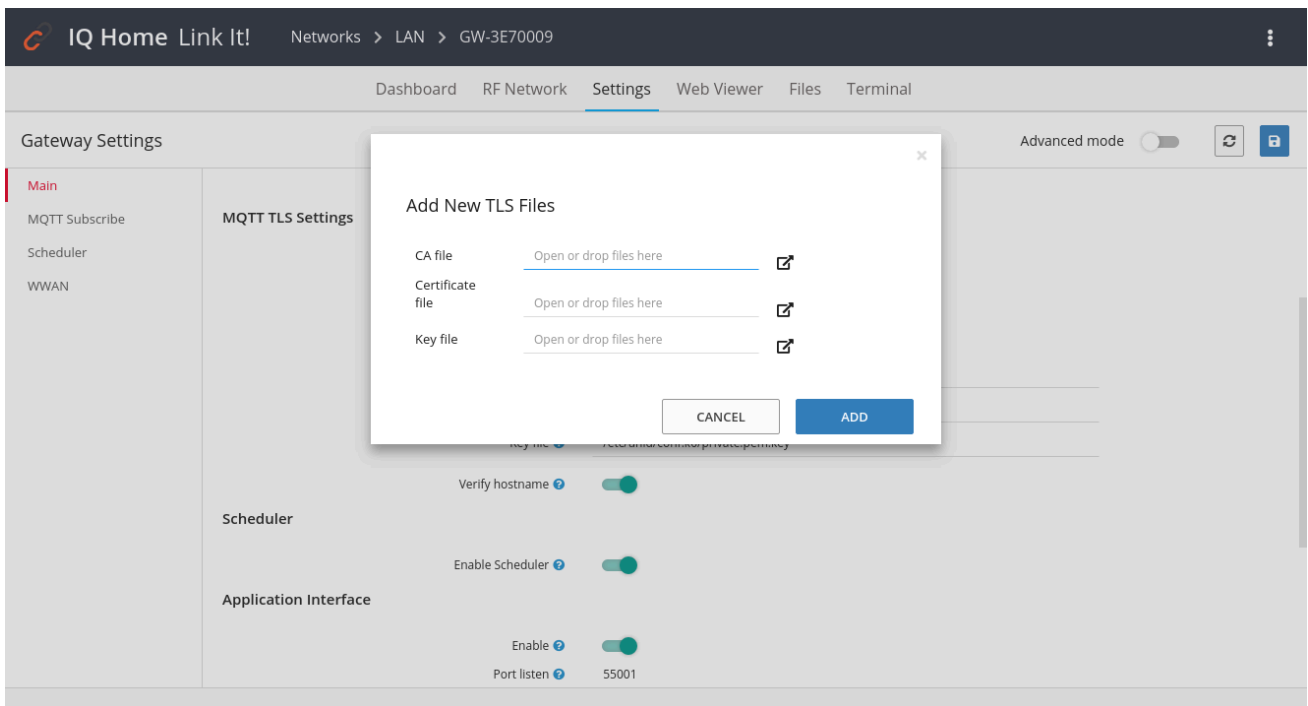 IQ Home Link It! Networks > LAN > GW-3E70009
Dashboard RF Network Settings Web Viewer Files Terminal
Gateway Settings
Advanced mode
Main
MQTT Subscribe
Scheduler
WWAN
MQTT TLS Settings
Add New TLS Files
CA file Open or drop files here
Certificate
file Open or drop files here
Key file Open or drop files here
CANCEL ADD
Verify hostname
Scheduler
Enable Scheduler
Application Interface
Enable
Port listen 55001